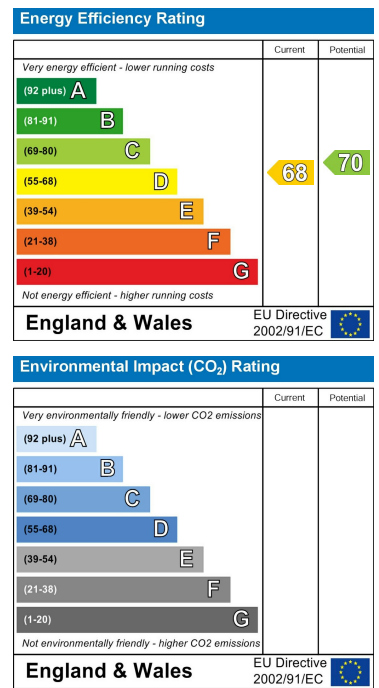 Energy Efficiency Rating
Current Potential
Very energy efficient - lower running costs
(92 plus) A
(81-91) B
(69-80) C
(55-68) D
(39-54) E
(21-38) F
(1-20) G
68
70
Not energy efficient - higher running costs
England & Wales
EU Directive
2002/91/EC
Environmental Impact (CO₂) Rating
Current Potential
Very environmentally friendly - lower CO2 emissions
(92 plus) A
(81-91) B
(69-80) C
(55-68) D
(39-54) E
(21-38) F
(1-20) G
Not environmentally friendly - higher CO2 emissions
England & Wales
EU Directive
2002/91/EC